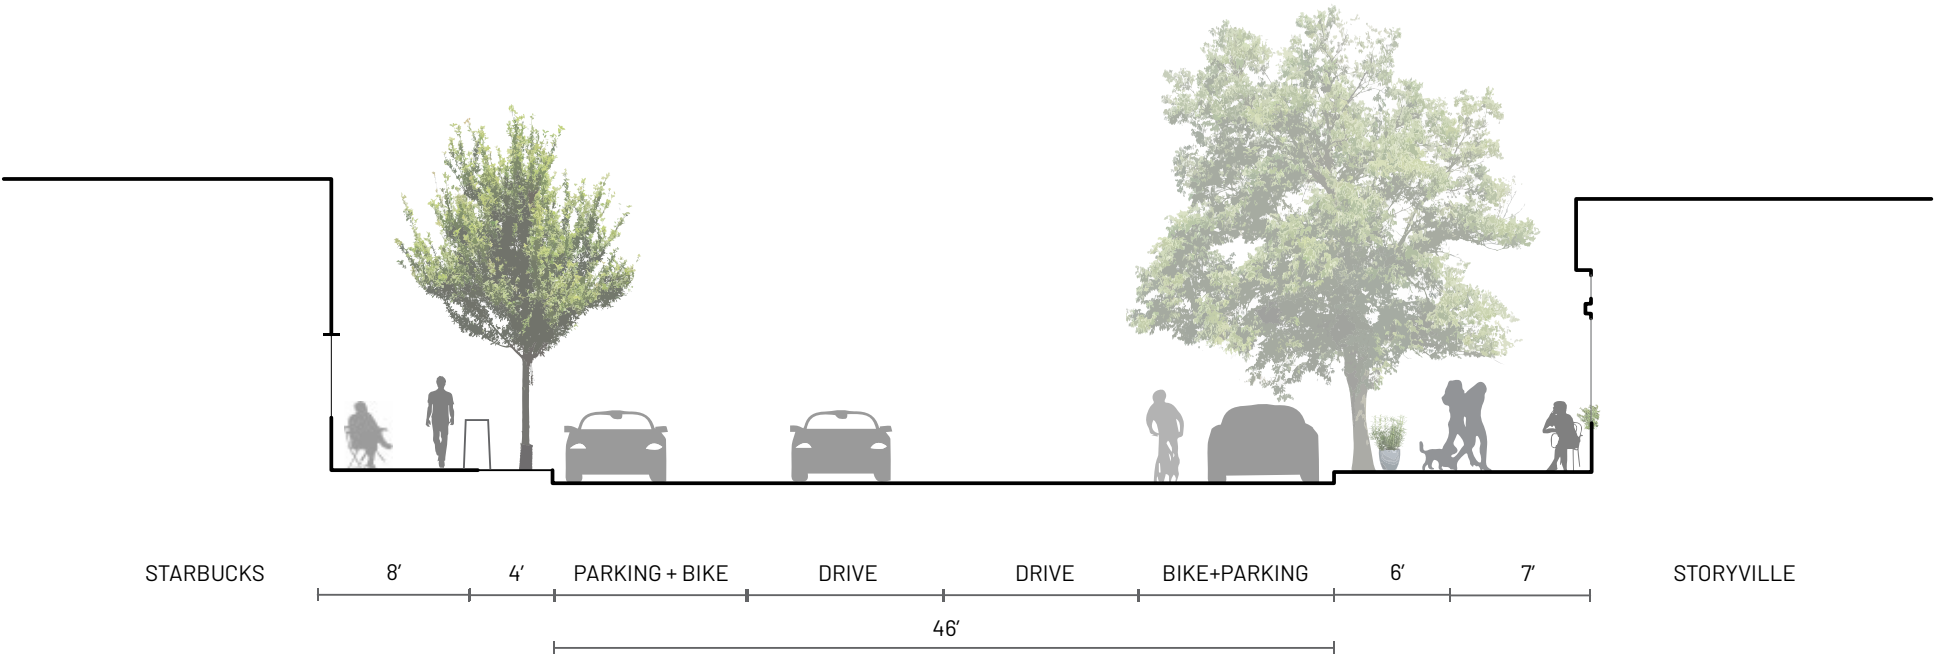 STARBUCKS 8′ 4′ PARKING + BIKE DRIVE DRIVE BIKE+PARKING 6′ 7′ STORYVILLE
46′